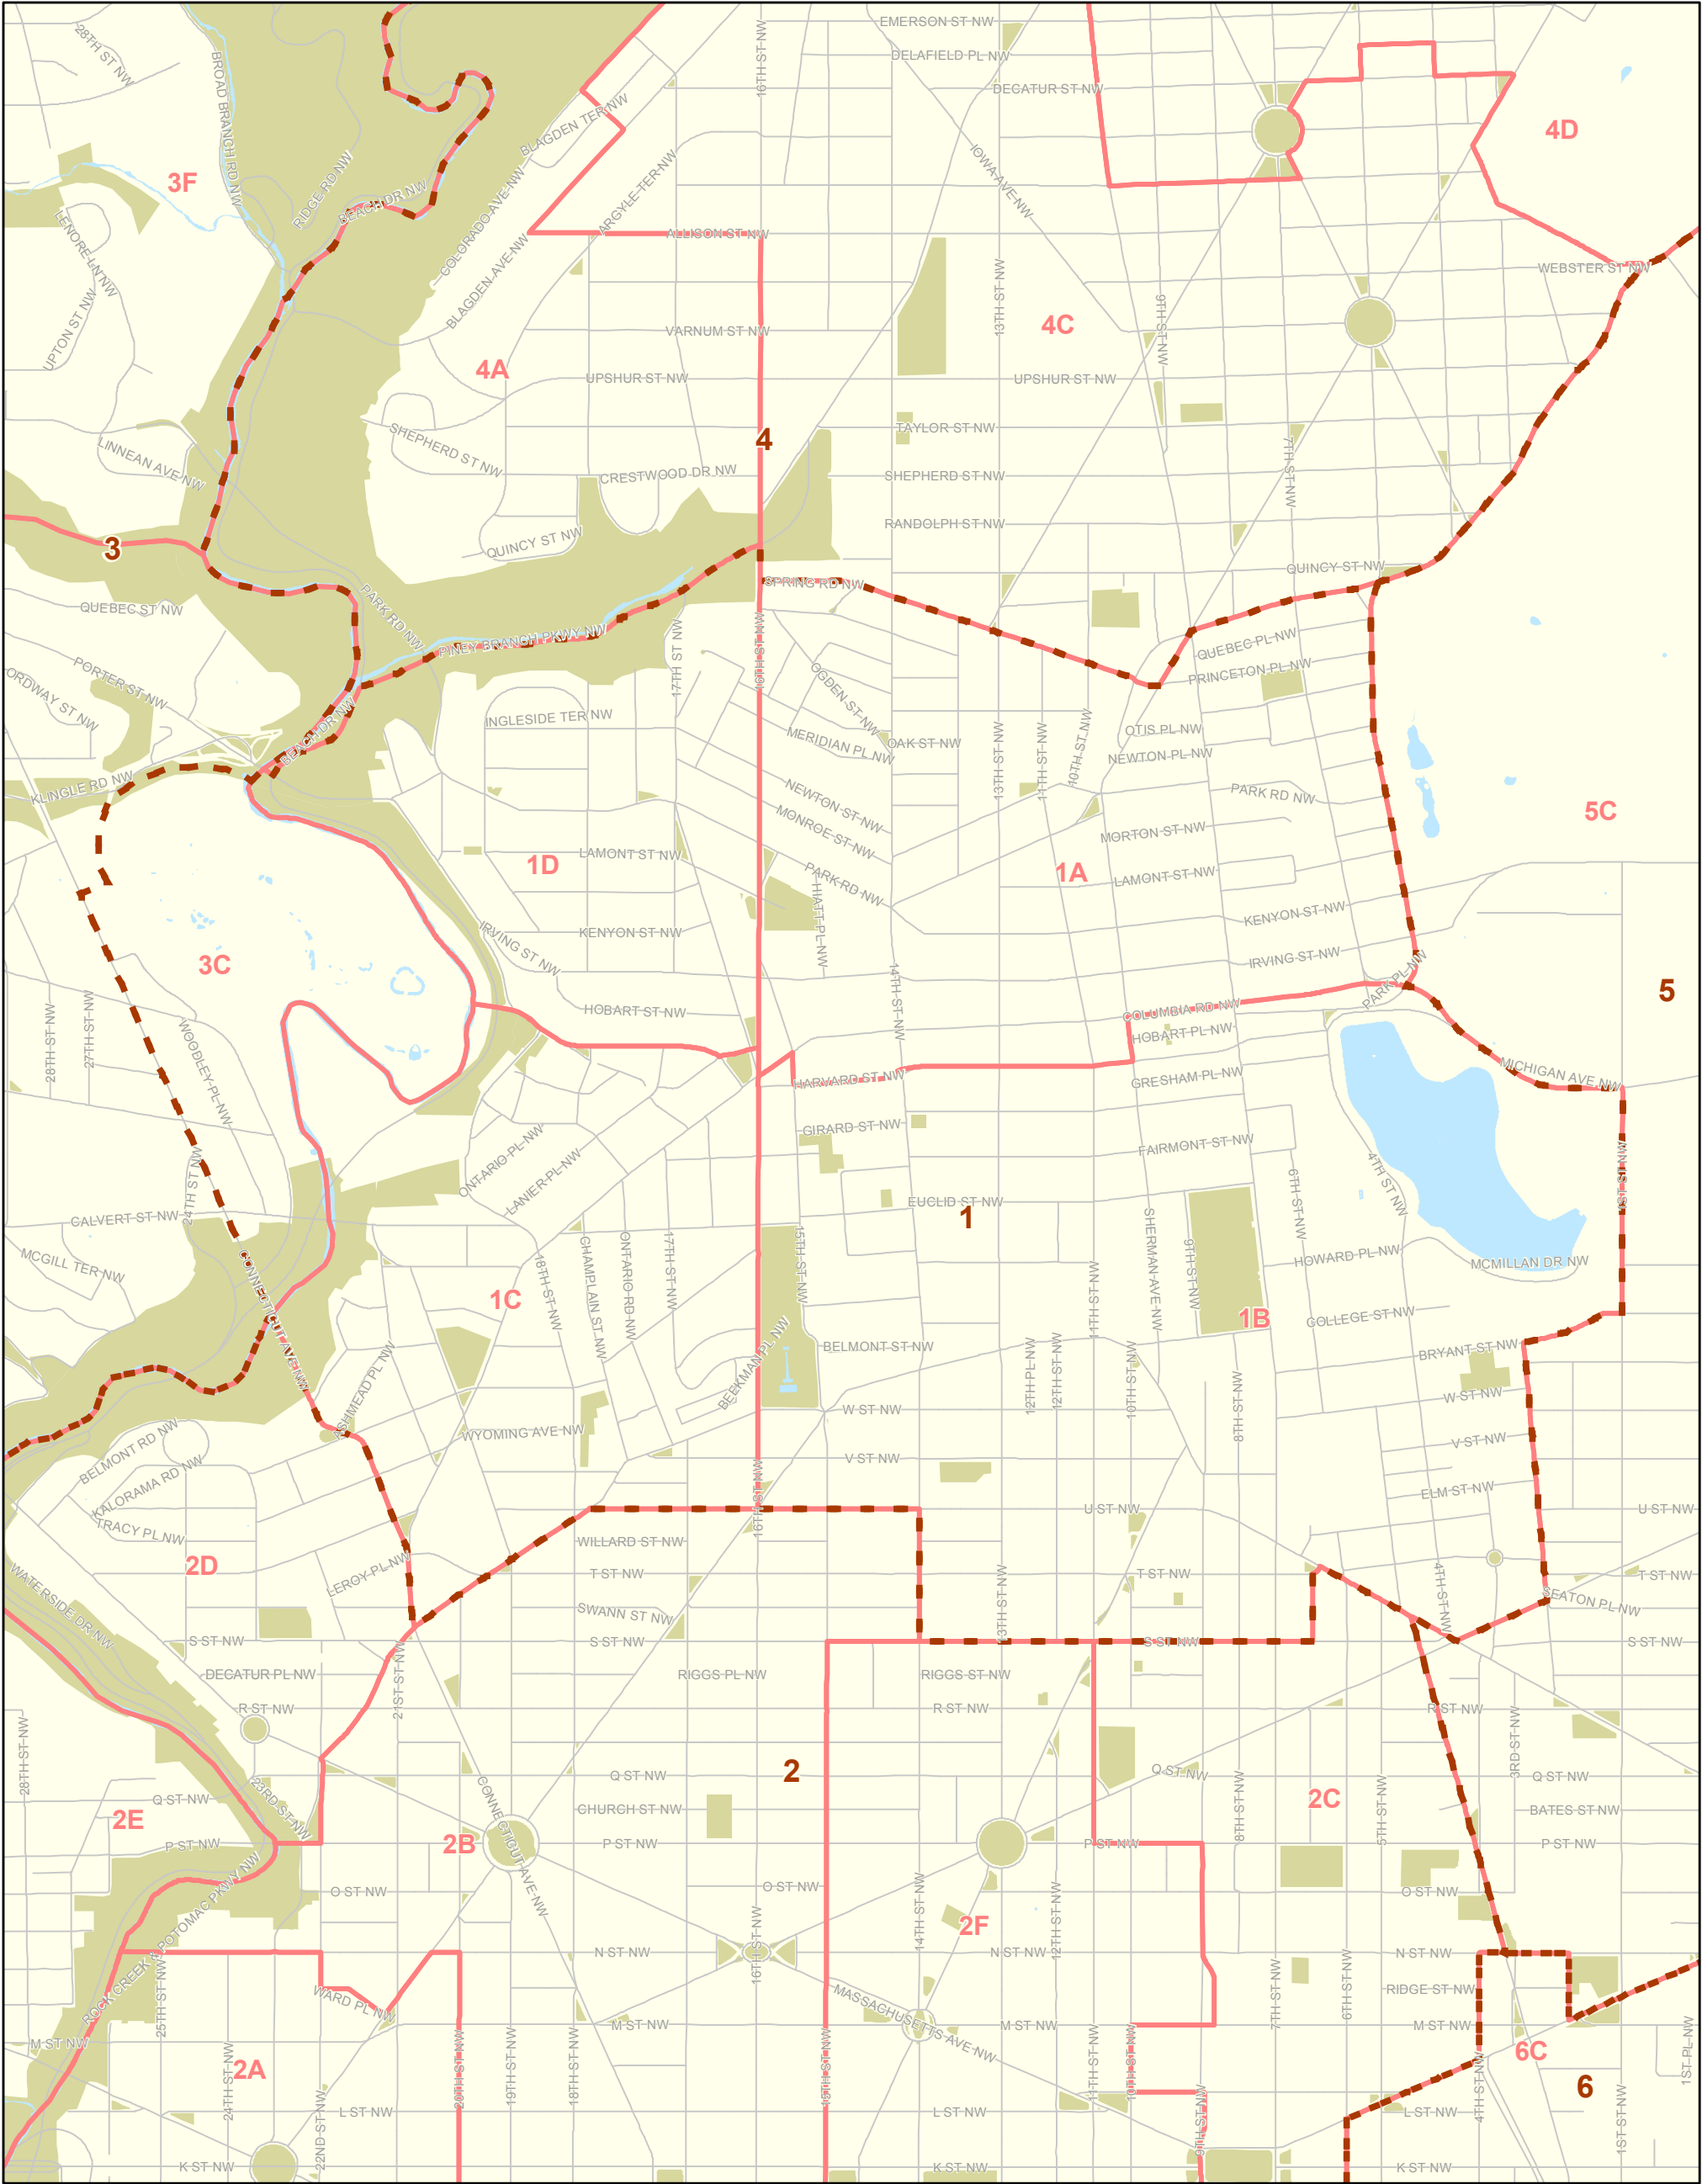 EMERSON ST NW
28TH ST NW
16TH ST NW
DELAFIELD PL NW
BROAD BRANCH RD NW
DECATUR ST NW
BLAGDEN TER NW
4D
3F
RIDGE RD NW
IOWA AVE NW
ARGYLE TER NW
BEACH DR NW
COLORADO AVE NW
LENORE LN NW
ALLISON ST NW
BLAGDEN AVE NW
WEBSTER ST NW
13TH ST NW
9TH ST NW
UPTON ST NW
VARNUM ST NW
4C
4A
UPSHUR ST NW
UPSHUR ST NW
SHEPHERD ST NW
TAYLOR ST NW
4
LINNEAN AVE NW
7TH ST NW
CRESTWOOD DR NW
SHEPHERD ST NW
RANDOLPH ST NW
3
QUINCY ST NW
QUINCY ST NW
SPRING RD NW
QUEBEC ST NW
PARK RD NW
PINEY BRANCH PKWY NW
17TH ST NW
16TH ST NW
QUEBEC PL NW
PRINCETON PL NW
PORTER ST NW
ORDWAY ST NW
OGDEN ST NW
INGLESIDE TER NW
BEACH DR NW
MERIDIAN PL NW
OAK ST NW
13TH ST NW
11TH ST NW
10TH ST NW
OTIS PL NW
NEWTON PL NW
KLINGLE RD NW
NEWTON ST NW
PARK RD NW
MONROE ST NW
5C
MORTON ST NW
1D
LAMONT ST NW
PARK RD NW
1A
LAMONT ST NW
HIATT PL NW
KENYON ST NW
KENYON ST NW
IRVING ST NW
IRVING ST NW
3C
14TH ST NW
PARK PL NW
5
28TH ST NW
27TH ST NW
HOBART ST NW
COLUMBIA RD NW
HOBART PL NW
WOODLEY PL NW
HARVARD ST NW
GRESHAM PL NW
MICHIGAN AVE NW
GIRARD ST NW
FAIRMONT ST NW
ONTARIO PL NW
LANIER PL NW
24TH ST NW
4TH ST NW
1ST ST NW
6TH ST NW
EUCLID ST NW
1
CALVERT ST NW
SHERMAN AVE NW
9TH ST NW
MCGILL TER NW
CONNECTICUT AVE NW
18TH ST NW
CHAMPLAIN ST NW
ONTARIO RD NW
17TH ST NW
15TH ST NW
HOWARD PL NW
MCMILLAN DR NW
11TH ST NW
1C
1B
COLLEGE ST NW
BELMONT ST NW
BRYANT ST NW
BEEKMAN PL NW
12TH PL NW
12TH ST NW
10TH ST NW
8TH ST NW
ASHMEAD PL NW
W ST NW
W ST NW
BELMONT RD NW
WYOMING AVE NW
V ST NW
V ST NW
KALORAMA RD NW
ELM ST NW
16TH ST NW
U ST NW
U ST NW
TRACY PL NW
WILLARD ST NW
2D
LEROY PL NW
T ST NW
T ST NW
T ST NW
WATERSIDE DR NW
4TH ST NW
SEATON PL NW
SWANN ST NW
13TH ST NW
S ST NW
S ST NW
S ST NW
S ST NW
DECATUR PL NW
21ST ST NW
RIGGS PL NW
RIGGS ST NW
R ST NW
R ST NW
R ST NW
28TH ST NW
3RD ST NW
2
Q ST NW
Q ST NW
Q ST NW
Q ST NW
23RD ST NW
CONNECTICUT AVE NW
CHURCH ST NW
8TH ST NW
5TH ST NW
2C
BATES ST NW
2E
P ST NW
2B
P ST NW
P ST NW
P ST NW
O ST NW
O ST NW
O ST NW
ROCK CREEK & POTOMAC PKWY NW
14TH ST NW
2F
12TH ST NW
N ST NW
N ST NW
N ST NW
16TH ST NW
25TH ST NW
WARD PL NW
MASSACHUSETTS AVE NW
7TH ST NW
6TH ST NW
RIDGE ST NW
M ST NW
M ST NW
M ST NW
M ST NW
6C
2A
24TH ST NW
20TH ST NW
19TH ST NW
18TH ST NW
15TH ST NW
11TH ST NW
10TH ST NW
4TH ST NW
1ST PL NW
6
L ST NW
L ST NW
L ST NW
22ND ST NW
9TH ST NW
1ST ST NW
K ST NW
K ST NW
K ST NW